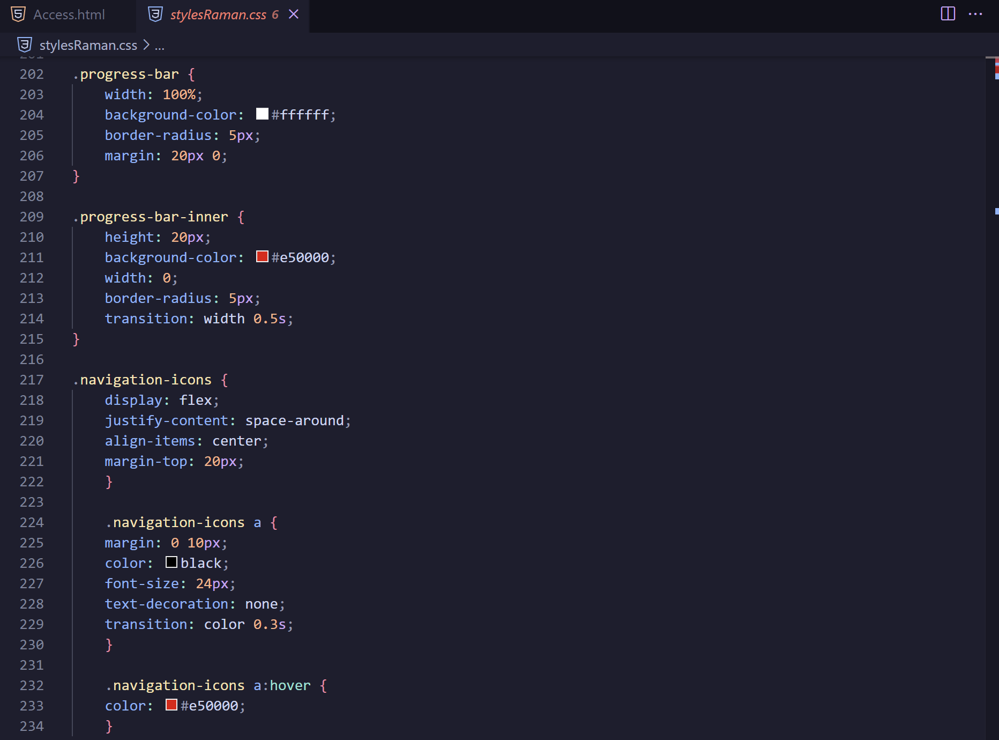 Access.html stylesRaman.css 6
stylesRaman.css > ...
201
202 .progress-bar {
203 width: 100%;
204 background-color: #ffffff;
205 border-radius: 5px;
206 margin: 20px 0;
207 }
208
209 .progress-bar-inner {
210 height: 20px;
211 background-color: #e50000;
212 width: 0;
213 border-radius: 5px;
214 transition: width 0.5s;
215 }
216
217 .navigation-icons {
218 display: flex;
219 justify-content: space-around;
220 align-items: center;
221 margin-top: 20px;
222 }
223
224 .navigation-icons a {
225 margin: 0 10px;
226 color: black;
227 font-size: 24px;
228 text-decoration: none;
229 transition: color 0.3s;
230 }
231
232 .navigation-icons a:hover {
233 color: #e50000;
234 }